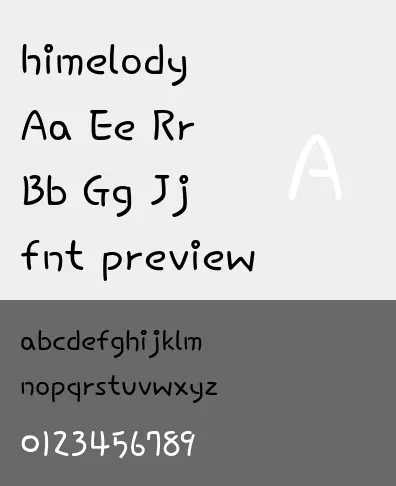 himelody
Aa Ee Rr
A
Bb Gg Jj
fnt preview
abcdefghijklm
nopqrstuvwxyz
0123456789